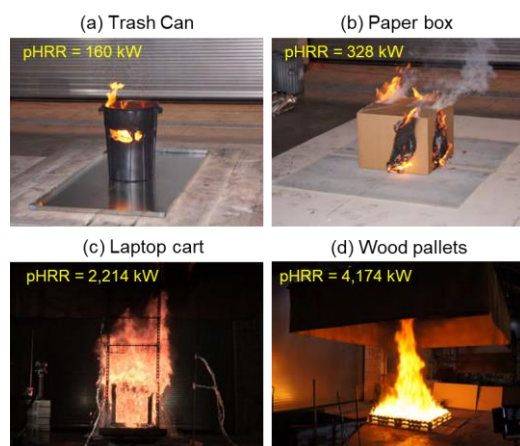 (a) Trash Can
pHRR = 160 kW
(b) Paper box
pHRR = 328 kW
(c) Laptop cart
pHRR = 2,214 kW
(d) Wood pallets
pHRR = 4,174 kW